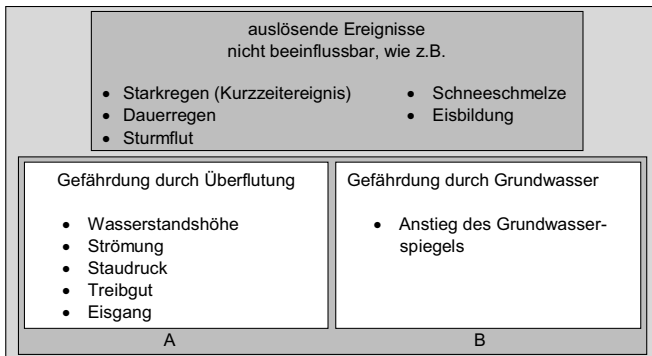 auslösende Ereignisse
nicht beeinflussbar, wie z.B.
• Starkregen (Kurzzeitereignis)
• Dauerregen
• Sturmflut
• Schneeschmelze
• Eisbildung
Gefährdung durch Überflutung
• Wasserstandshöhe
• Strömung
• Staudruck
• Treibgut
• Eisgang
A
Gefährdung durch Grundwasser
• Anstieg des Grundwasser-
spiegels
B